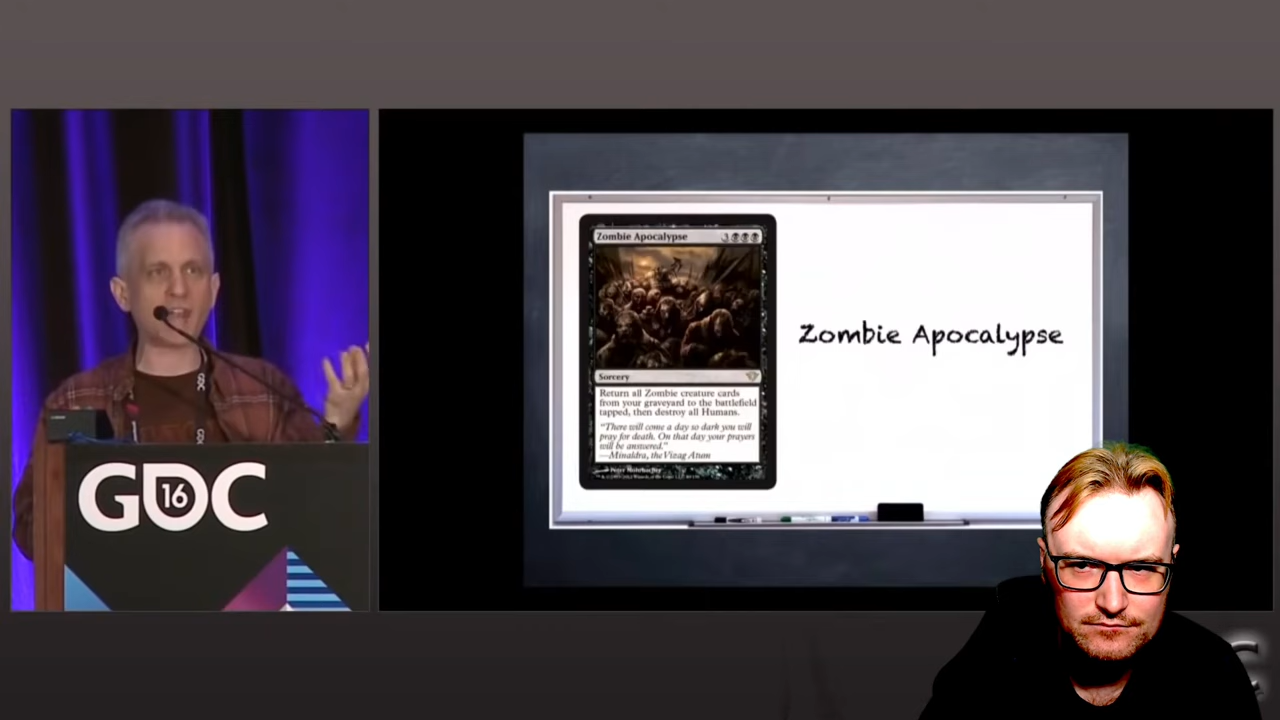 Zombie Apocalypse
Sorcery
Return all Zombie creature cards
from your graveyard to the battlefield
tapped, then destroy all Humans.
"There will come a day so dark you will
pray for death. On that day your prayers
will be answered."
—Minaldra, the Vizag Atum
Zombie Apocalypse
GDC
GDC
GDC
16